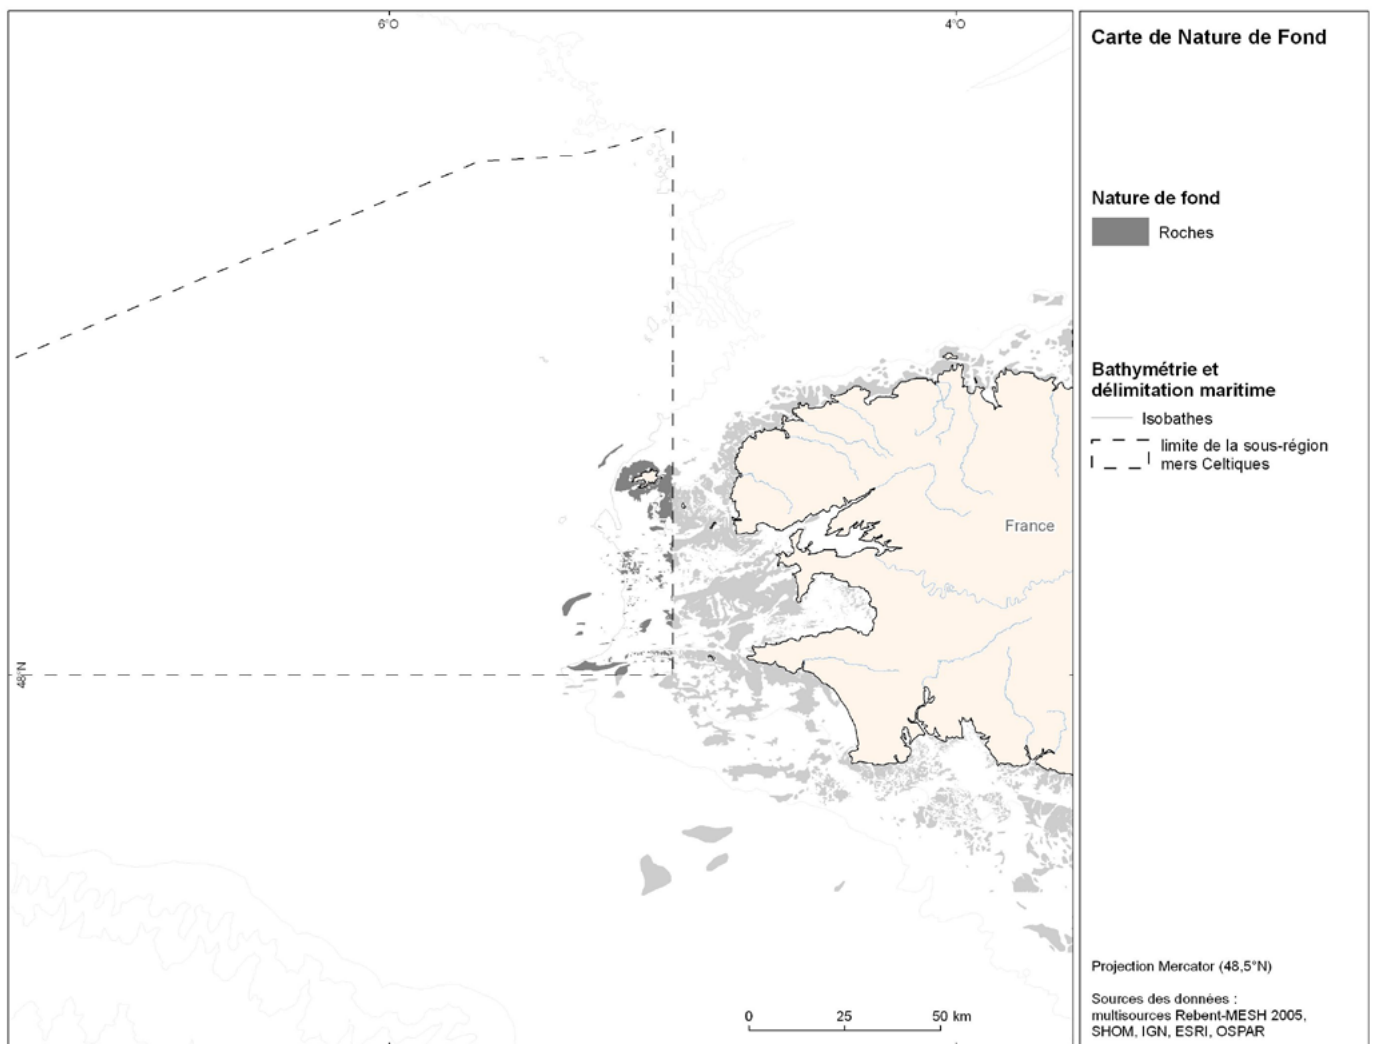 6°O
4°O
48°N
France
0 25 50 km
Carte de Nature de Fond
Nature de fond
Roches
Bathymétrie et
délimitation maritime
Isobathes
limite de la sous-région
mers Celtiques
Projection Mercator (48,5°N)
Sources des données :
multisources Rebent-MESH 2005,
SHOM, IGN, ESRI, OSPAR